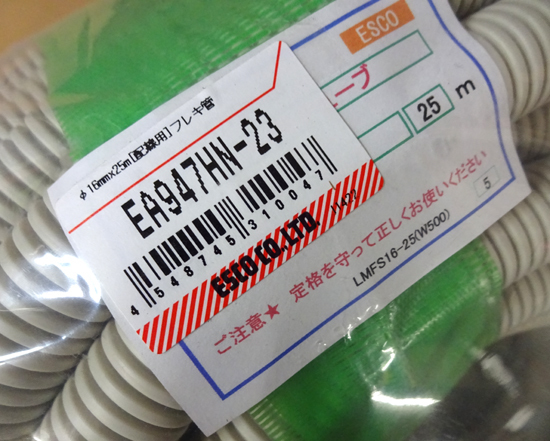 ESCO
ューブ
25 m
φ16mm×25m[配線用]フレキ管
EA947HN-23
4 548745 310047
ESCO CO.,LTD.
ご注意★ 定格を守って正しくお使いください
LMFS16-25(W500)
5